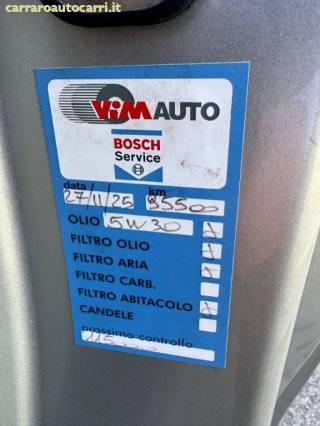 carraroautocarri.it
ViM AUTO
BOSCH
Service
data km
27/11/25 95500
OLIO 5W30 X
FILTRO OLIO X
FILTRO ARIA X
FILTRO CARB.
FILTRO ABITACOLO X
CANDELE
prossimo controllo